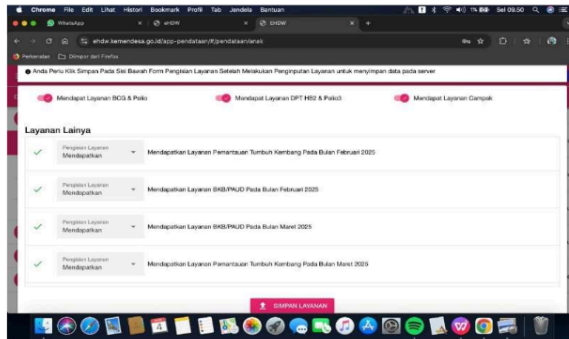 Chrome File Edit Lihat Histori Bookmark Profil Tab Jendela Bantuan
11% Sel 09.50
WhatsApp
eHDW
EHDW
ehdw.kemendesa.go.id/app-pendataan/#/pendataan/anak
Perkenalan Diimpor dari Firefox
Anda Perlu Klik Simpan Pada Sisi Bawah Form Pengisian Layanan Setelah Melakukan Penginputan Layanan untuk menyimpan data pada server
Mendapat Layanan BCG & Polio
Mendapat Layanan DPT HB2 & Polio3
Mendapat Layanan Campak
Layanan Lainya
Pengisian Layanan
Mendapatkan
Mendapatkan Layanan Pemantauan Tumbuh Kembang Pada Bulan Februari 2025
Pengisian Layanan
Mendapatkan
Mendapatkan Layanan BKB/PAUD Pada Bulan Februari 2025
Pengisian Layanan
Mendapatkan
Mendapatkan Layanan BKB/PAUD Pada Bulan Maret 2025
Pengisian Layanan
Mendapatkan
Mendapatkan Layanan Pemantauan Tumbuh Kembang Pada Bulan Maret 2025
SIMPAN LAYANAN